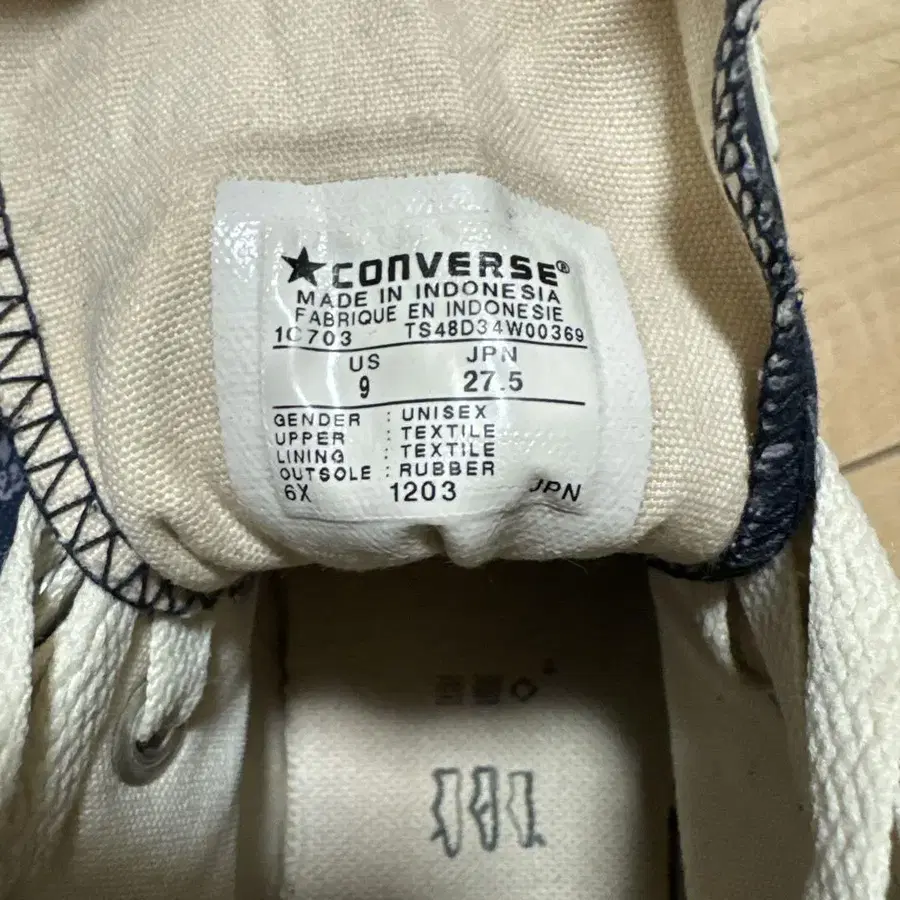 ★CONVERSE®
MADE IN INDONESIA
FABRIQUE EN INDONESIE
1C703 TS48D34W00369
US JPN
9 27.5
GENDER : UNISEX
UPPER : TEXTILE
LINING : TEXTILE
OUTSOLE : RUBBER
6X 1203 JPN